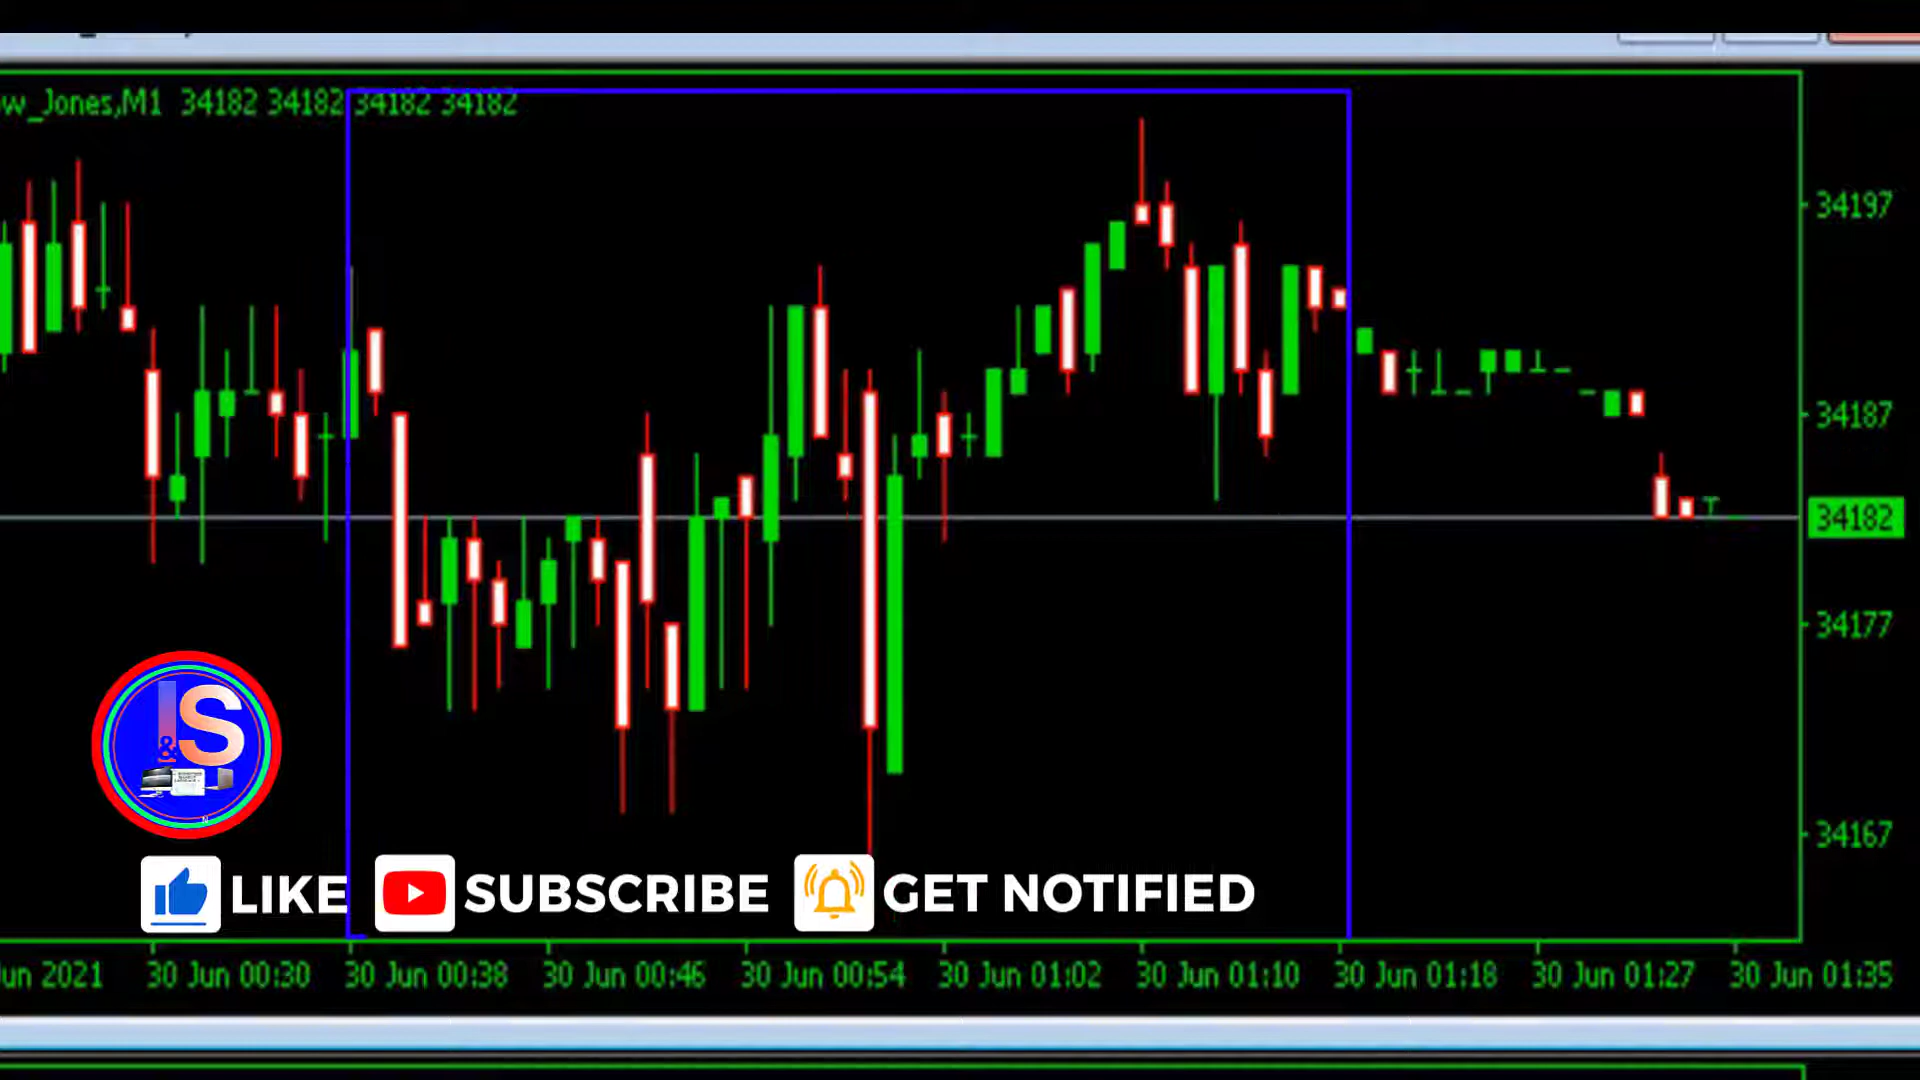 ow_Jones,M1 34182 34182 34182 34182
34197
34187
34182
34177
34167
S
&
LIKE SUBSCRIBE GET NOTIFIED
un 2021 30 Jun 00:30 30 Jun 00:38 30 Jun 00:46 30 Jun 00:54 30 Jun 01:02 30 Jun 01:10 30 Jun 01:18 30 Jun 01:27 30 Jun 01:35